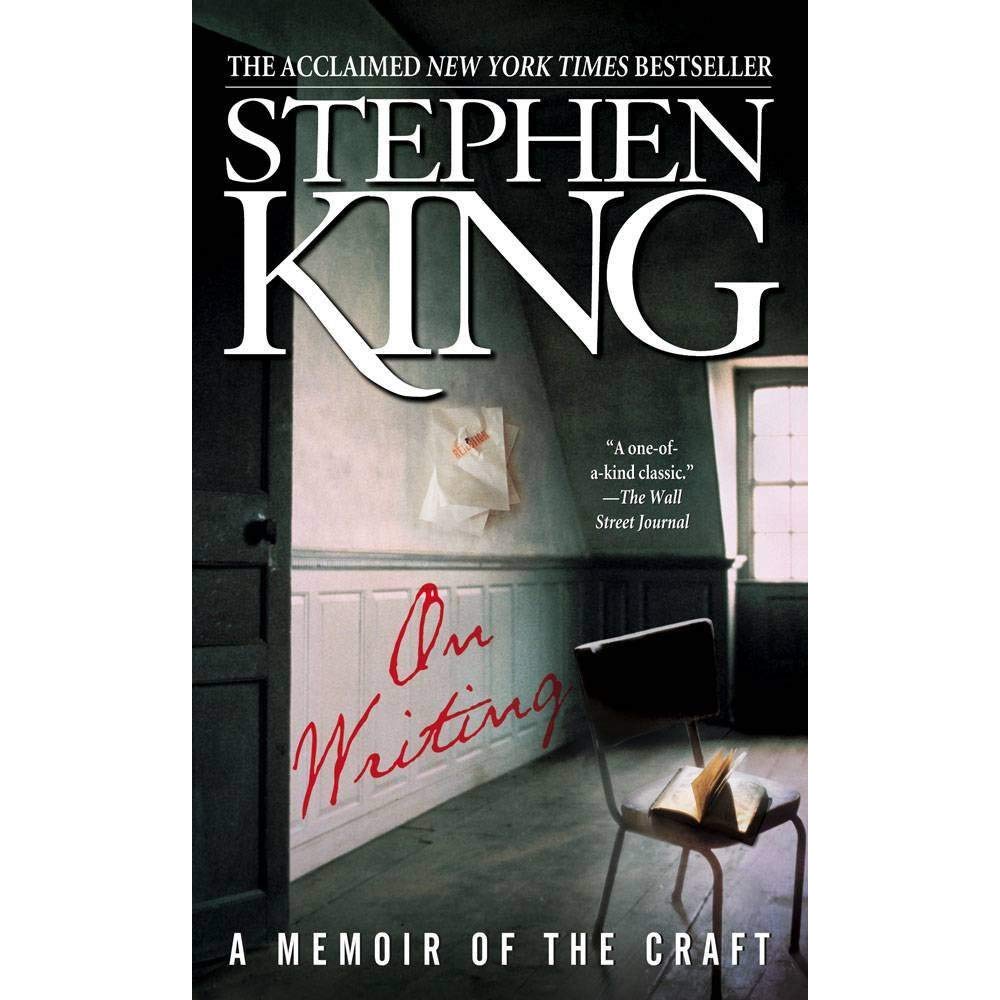 THE ACCLAIMED NEW YORK TIMES BESTSELLER
STEPHEN
KING
REJECTION
"A one-of-
a-kind classic."
—The Wall
Street Journal
On
Writing
A MEMOIR OF THE CRAFT